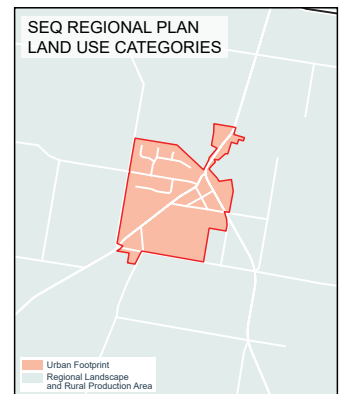 SEQ REGIONAL PLAN
LAND USE CATEGORIES
Urban Footprint
Regional Landscape
and Rural Production Area